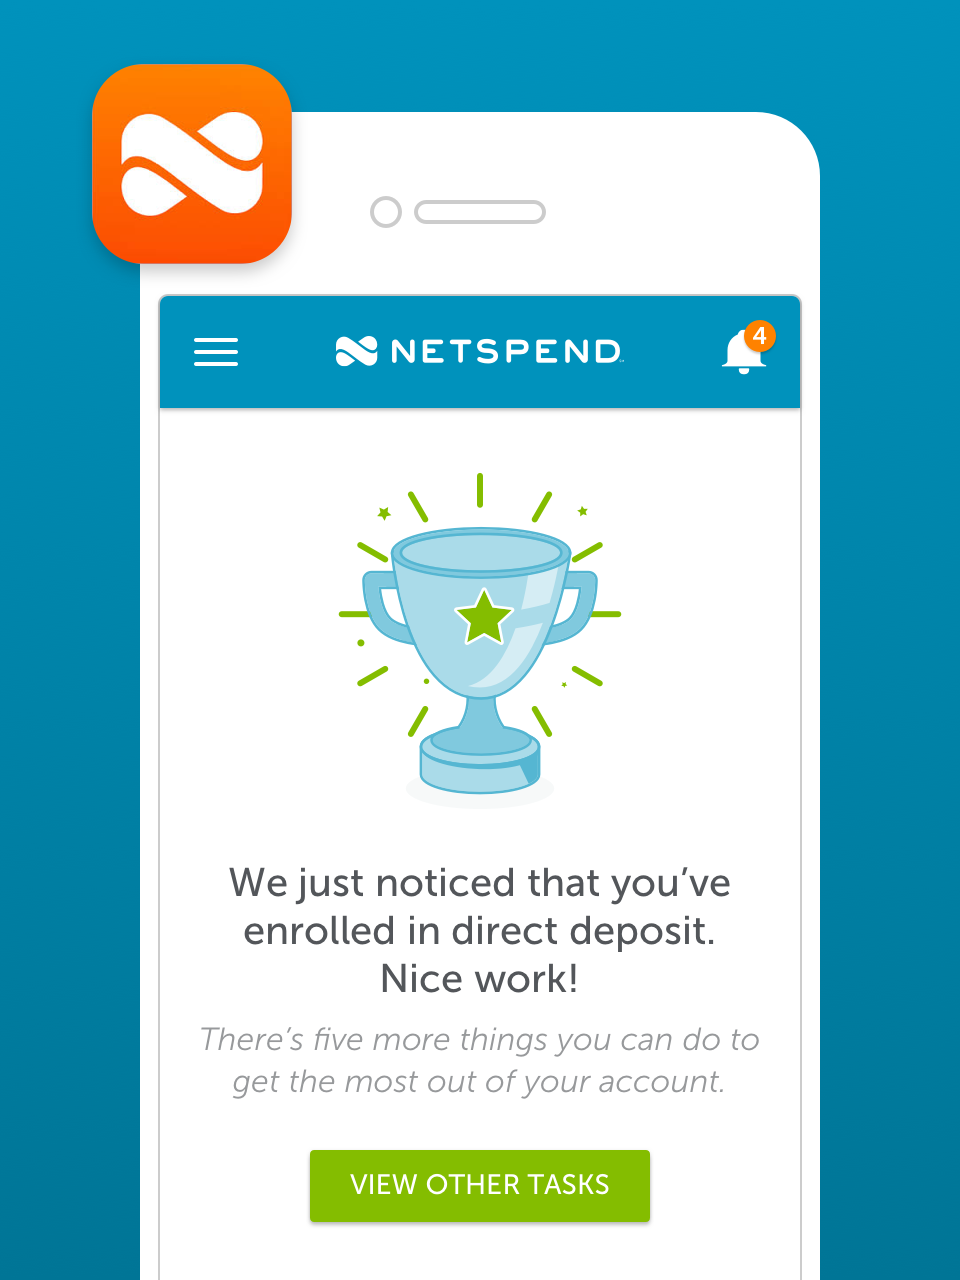 NETSPEND
4
We just noticed that you’ve
enrolled in direct deposit.
Nice work!
There’s five more things you can do to
get the most out of your account.
VIEW OTHER TASKS